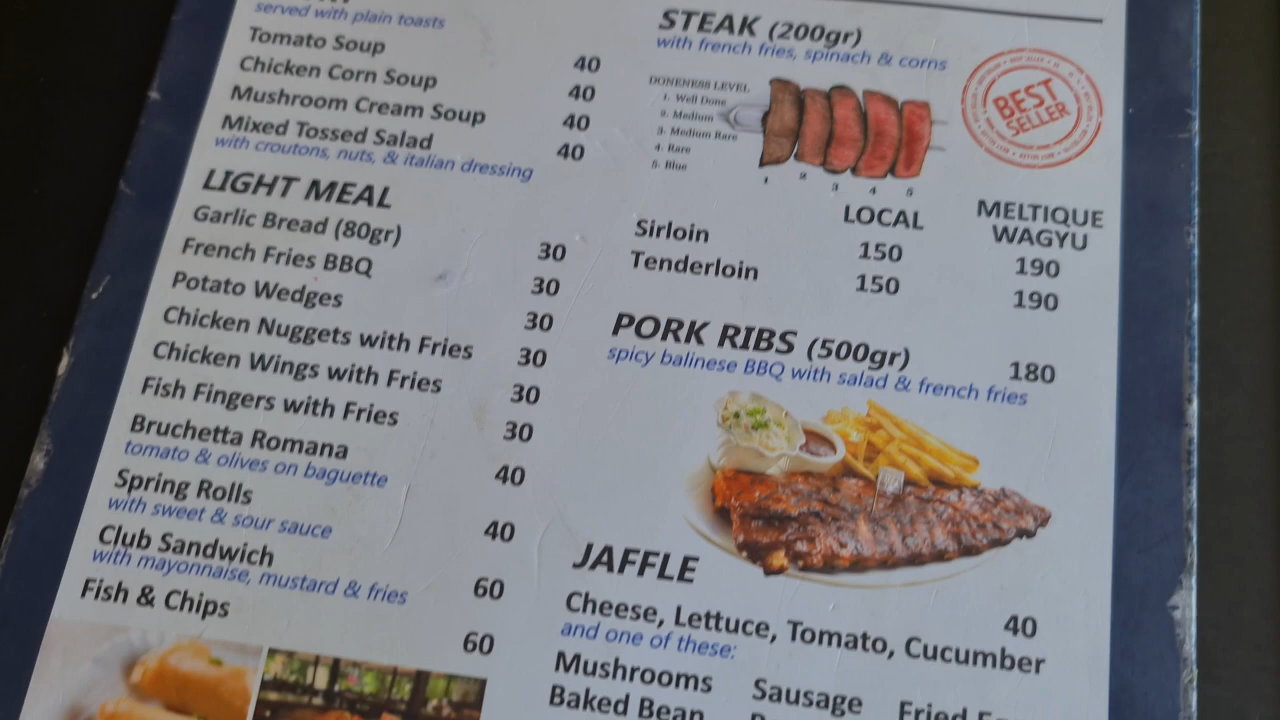 served with plain toasts
Tomato Soup 40
Chicken Corn Soup 40
Mushroom Cream Soup 40
Mixed Tossed Salad 40
with croutons, nuts, & italian dressing
LIGHT MEAL
Garlic Bread (80gr) 30
French Fries BBQ 30
Potato Wedges 30
Chicken Nuggets with Fries 30
Chicken Wings with Fries 30
Fish Fingers with Fries 30
Bruchetta Romana 40
tomato & olives on baguette
Spring Rolls 40
with sweet & sour sauce
Club Sandwich 60
with mayonnaise, mustard & fries
Fish & Chips 60
STEAK (200gr)
with french fries, spinach & corns
DONENESS LEVEL
1. Well Done
2. Medium
3. Medium Rare
4. Rare
5. Blue
1 2 3 4 5
BEST
SELLER
LOCAL MELTIQUE
WAGYU
Sirloin 150 190
Tenderloin 150 190
PORK RIBS (500gr) 180
spicy balinese BBQ with salad & french fries
JAFFLE
Cheese, Lettuce, Tomato, Cucumber 40
and one of these:
Mushrooms Sausage Fried
Baked Bean